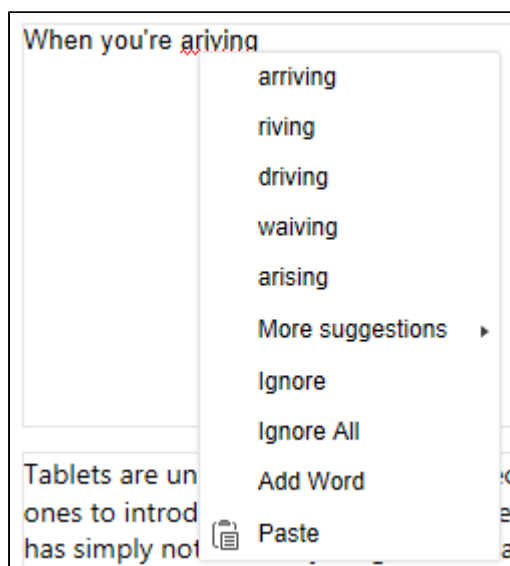 When you're ariving
arriving
riving
driving
waiving
arising
More suggestions
Ignore
Ignore All
Add Word
Paste
Tablets are un
ones to introd
has simply not